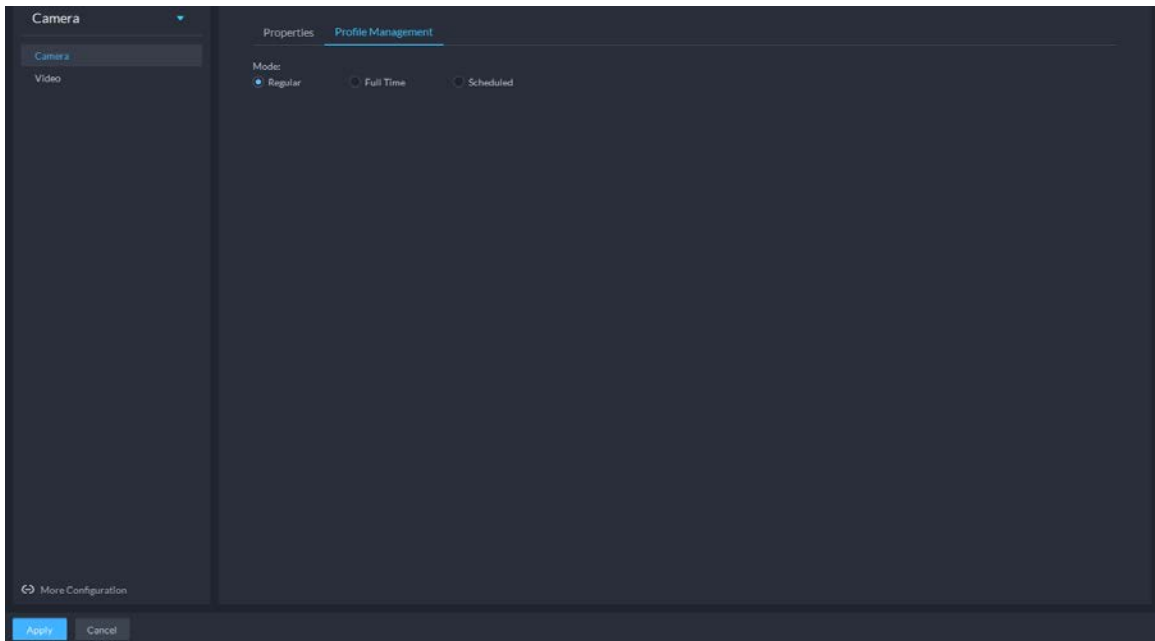 Camera
Camera
Video
Properties Profile Management
Mode:
Regular Full Time Scheduled
More Configuration
Apply Cancel